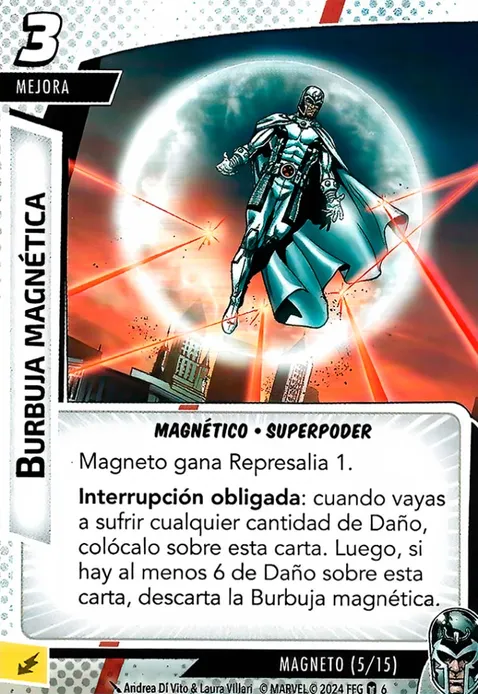 3
MEJORA
BURBUJA MAGNÉTICA
MAGNÉTICO • SUPERPODER
Magneto gana Represalia 1.
Interrupción obligada: cuando vayas
a sufrir cualquier cantidad de Daño,
colócalo sobre esta carta. Luego, si
hay al menos 6 de Daño sobre esta
carta, descarta la Burbuja magnética.
MAGNETO (5/15)
Andrea Di Vito & Laura Villari © MARVEL © 2024 FFG 6